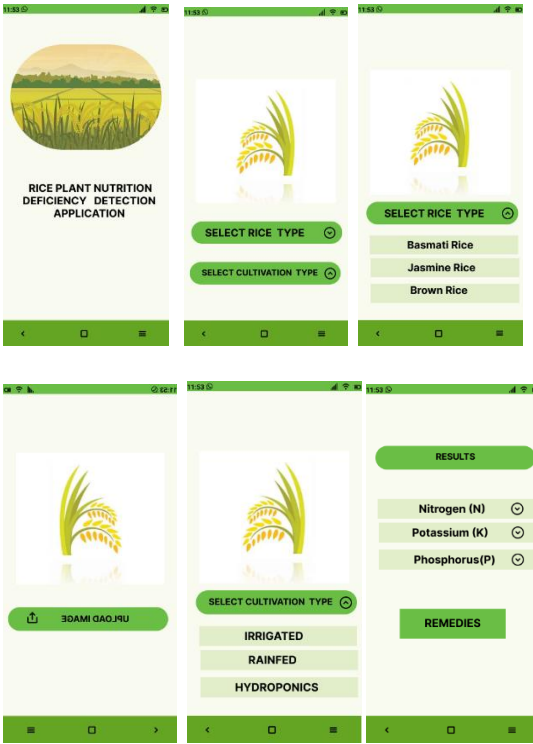 11:53
RICE PLANT NUTRITION
DEFICIENCY DETECTION
APPLICATION
11:53
SELECT RICE TYPE
SELECT CULTIVATION TYPE
11:53
SELECT RICE TYPE
Basmati Rice
Jasmine Rice
Brown Rice
11:53
UPLOAD IMAGE
11:53
SELECT CULTIVATION TYPE
IRRIGATED
RAINFED
HYDROPONICS
11:53
RESULTS
Nitrogen (N)
Potassium (K)
Phosphorus(P)
REMEDIES